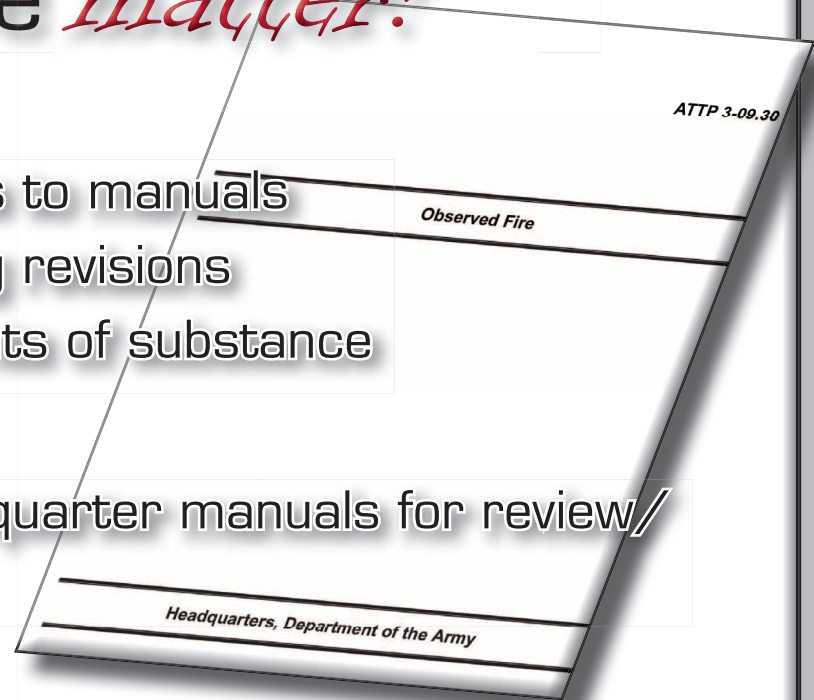 e matter!
ATTP 3-09.30
s to manuals
Observed Fire
g revisions
ts of substance
quarter manuals for review/
Headquarters, Department of the Army